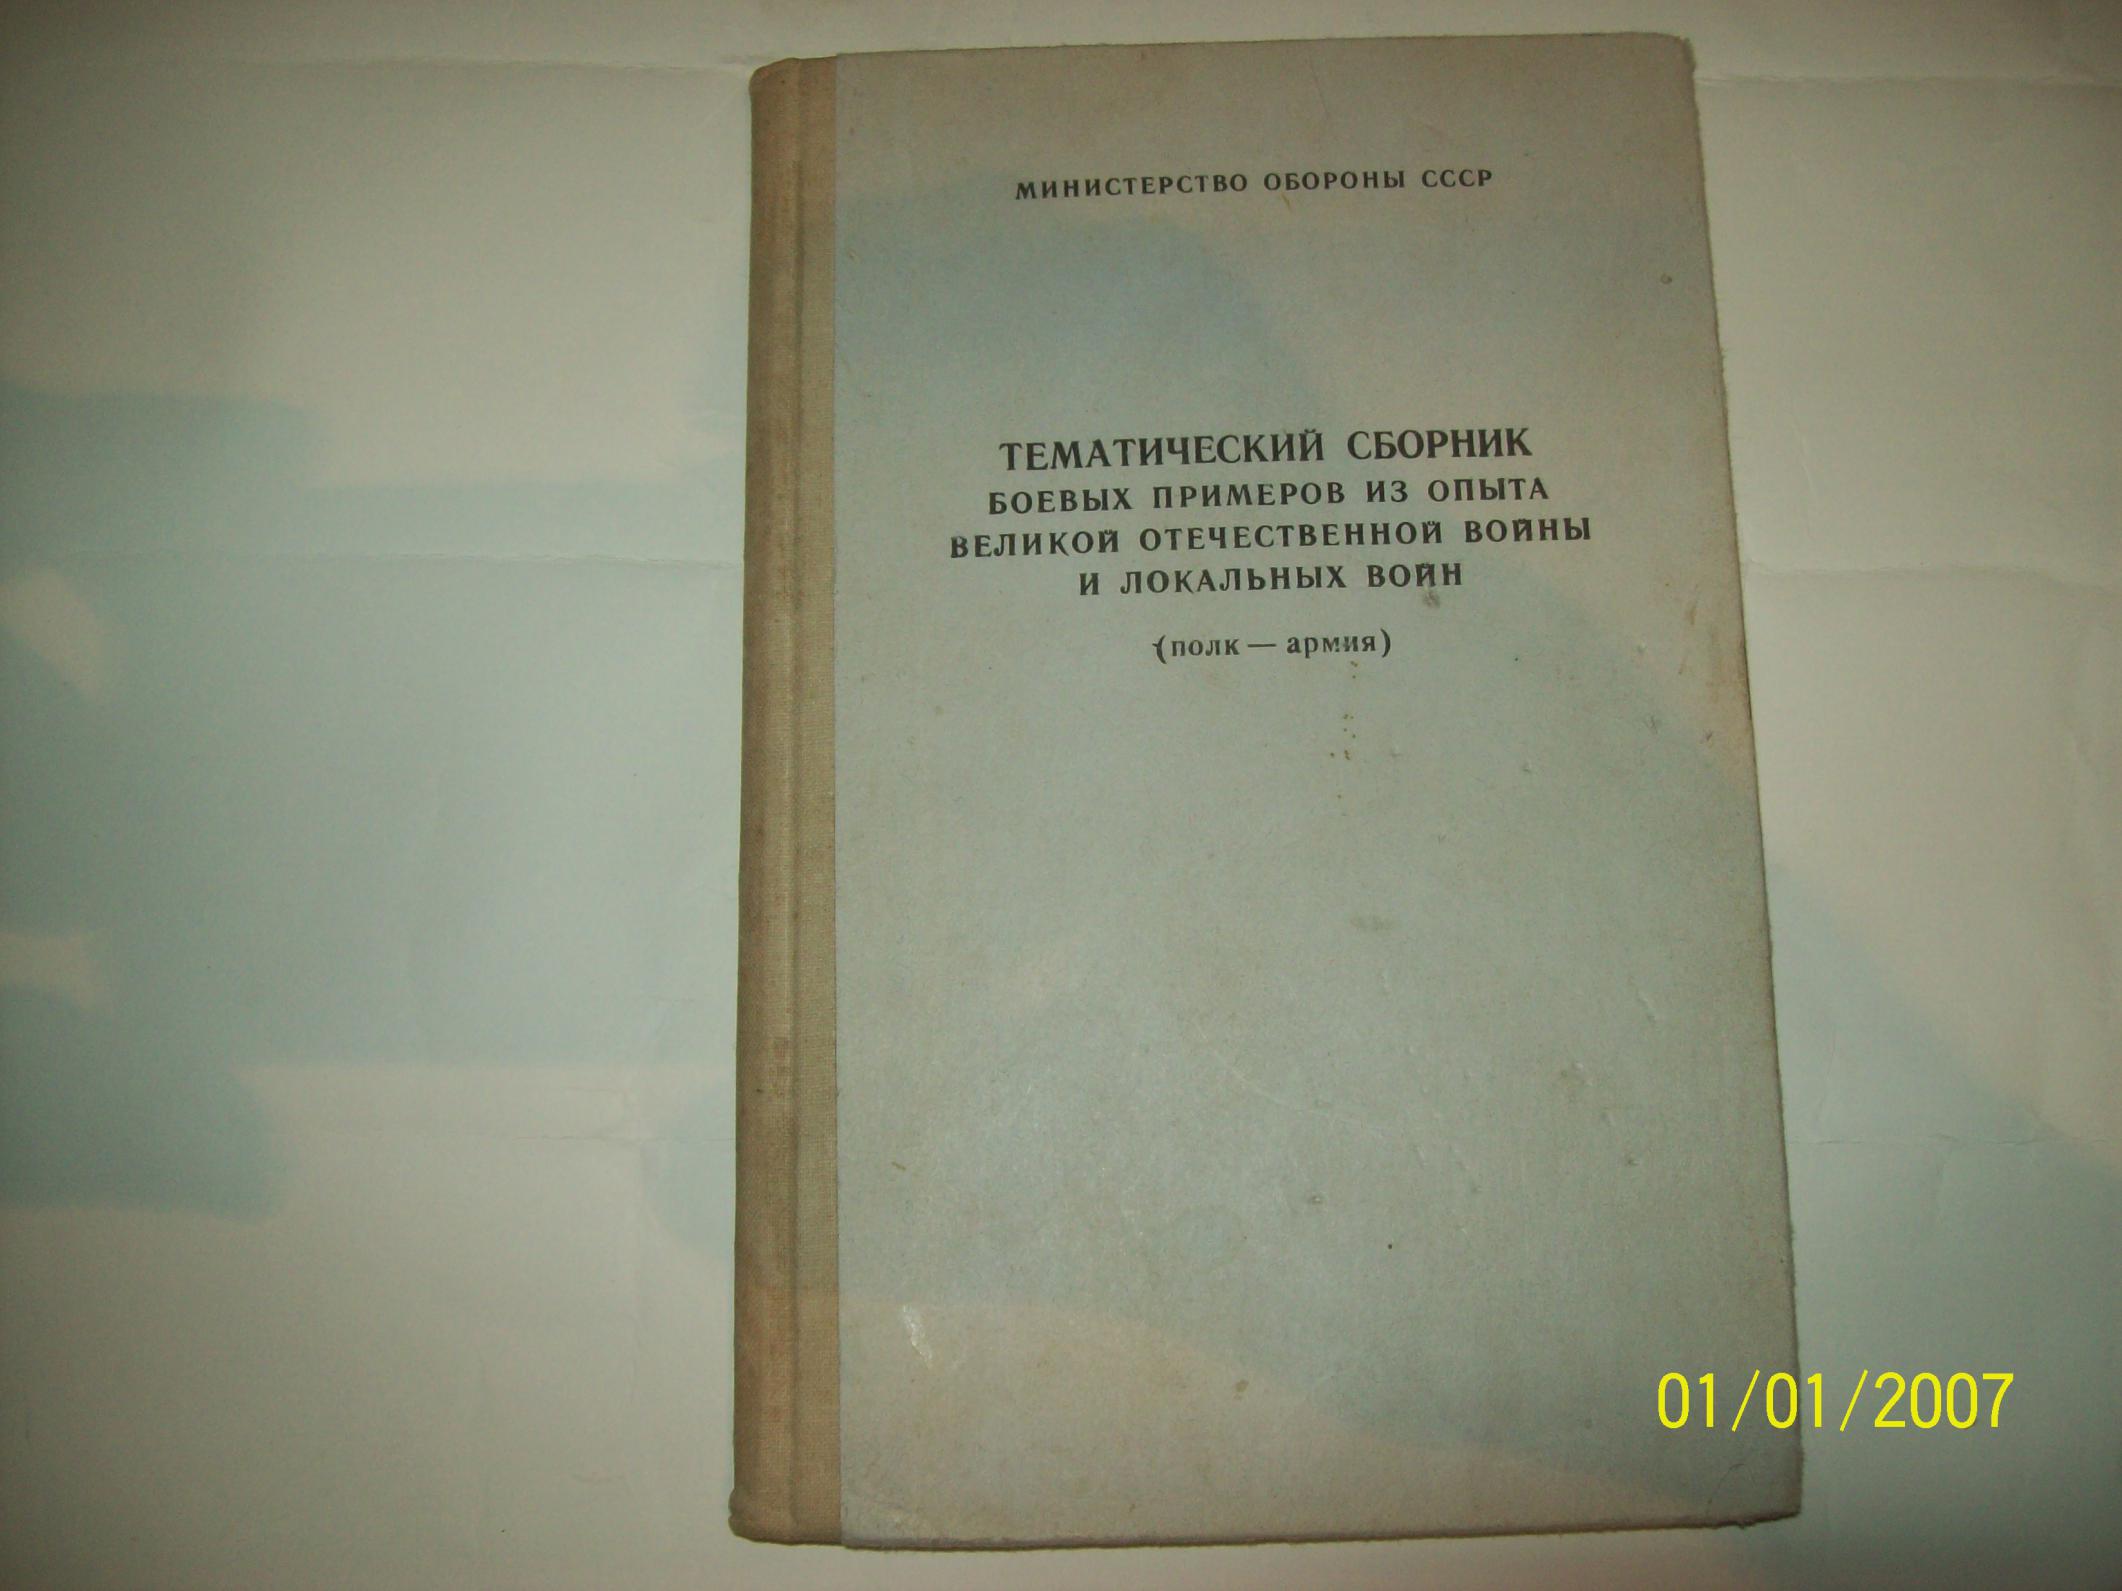 МИНИСТЕРСТВО ОБОРОНЫ СССР
ТЕМАТИЧЕСКИЙ СБОРНИК
БОЕВЫХ ПРИМЕРОВ ИЗ ОПЫТА
ВЕЛИКОЙ ОТЕЧЕСТВЕННОЙ ВОЙНЫ
И ЛОКАЛЬНЫХ ВОЙН
(полк — армия)
01/01/2007